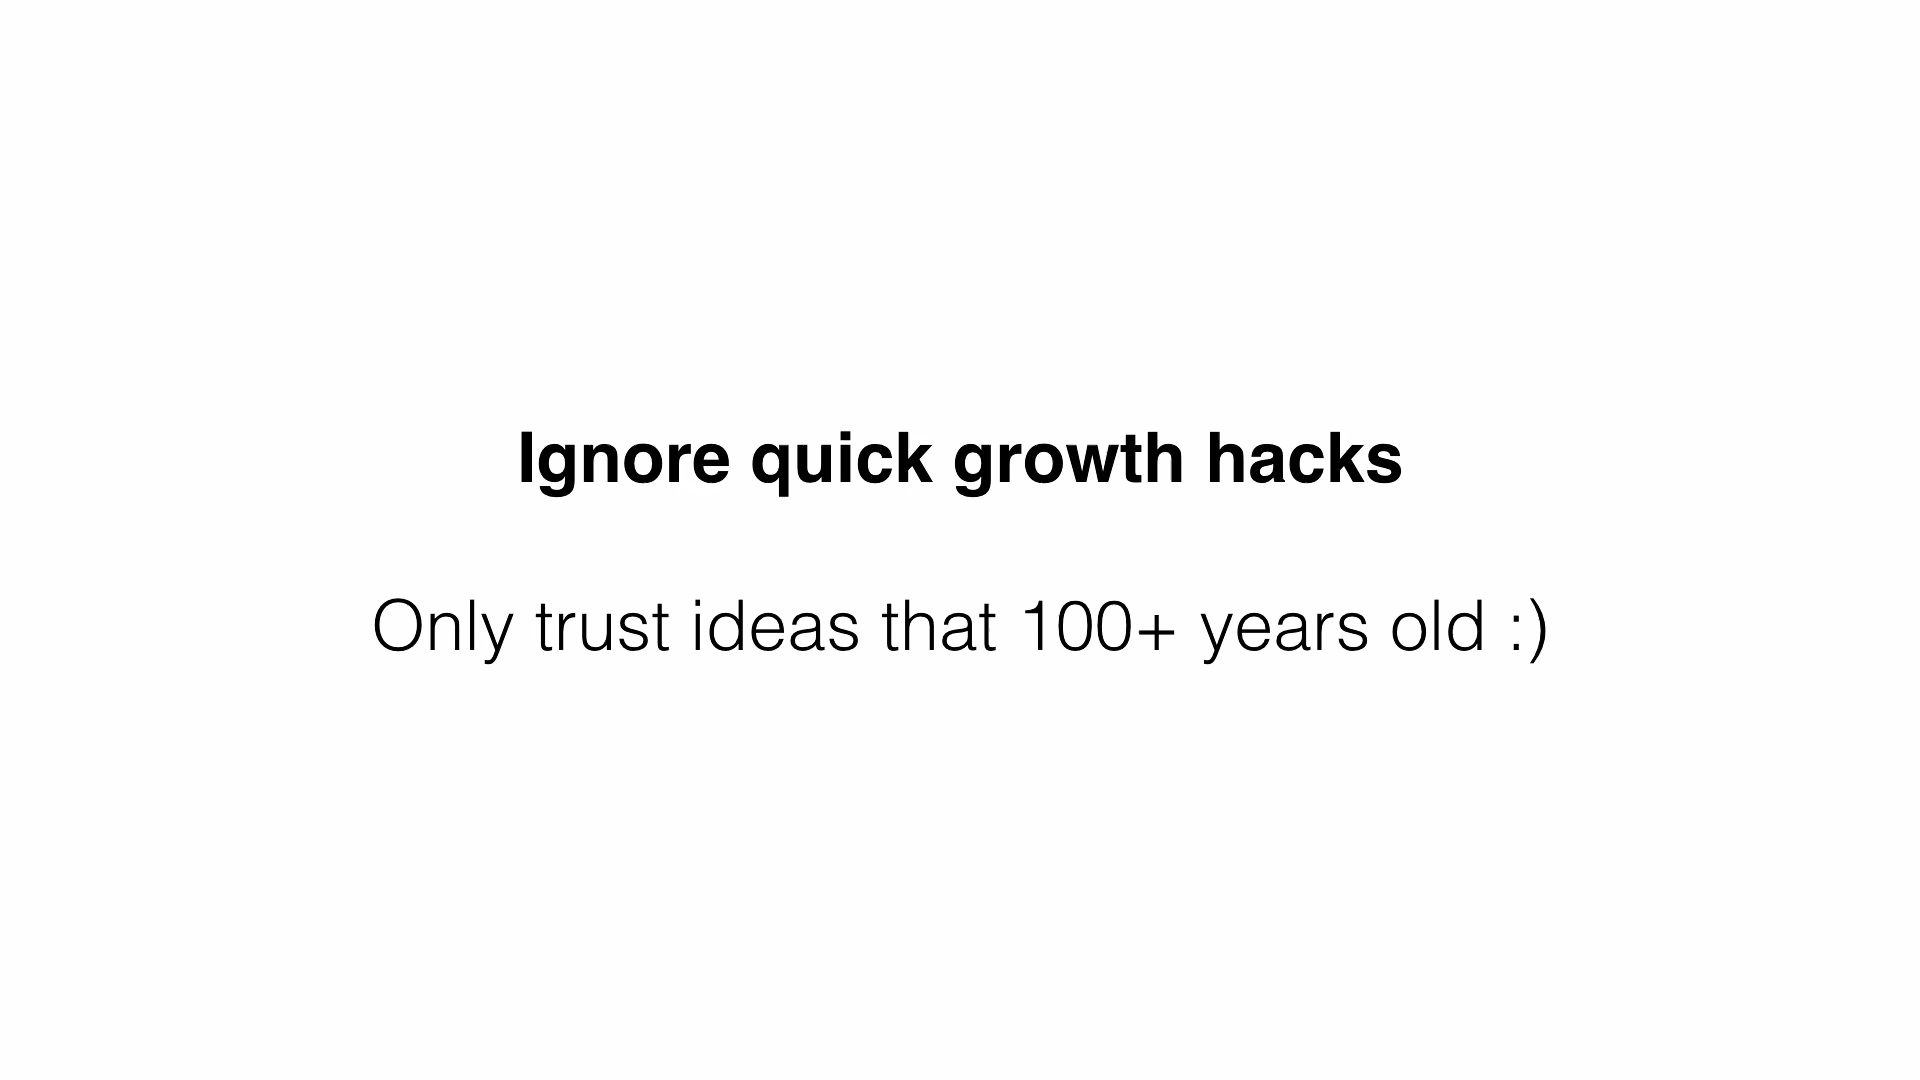 Ignore quick growth hacks
Only trust ideas that 100+ years old :)